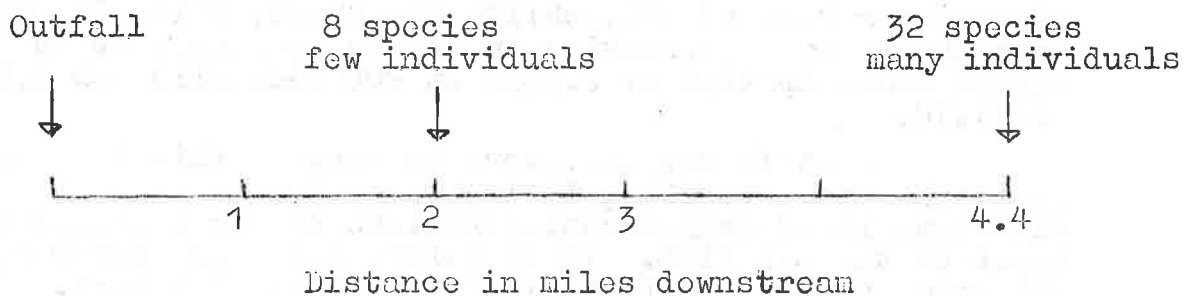 Outfall 8 species 32 species
few individuals many individuals
1 2 3 4.4
Distance in miles downstream